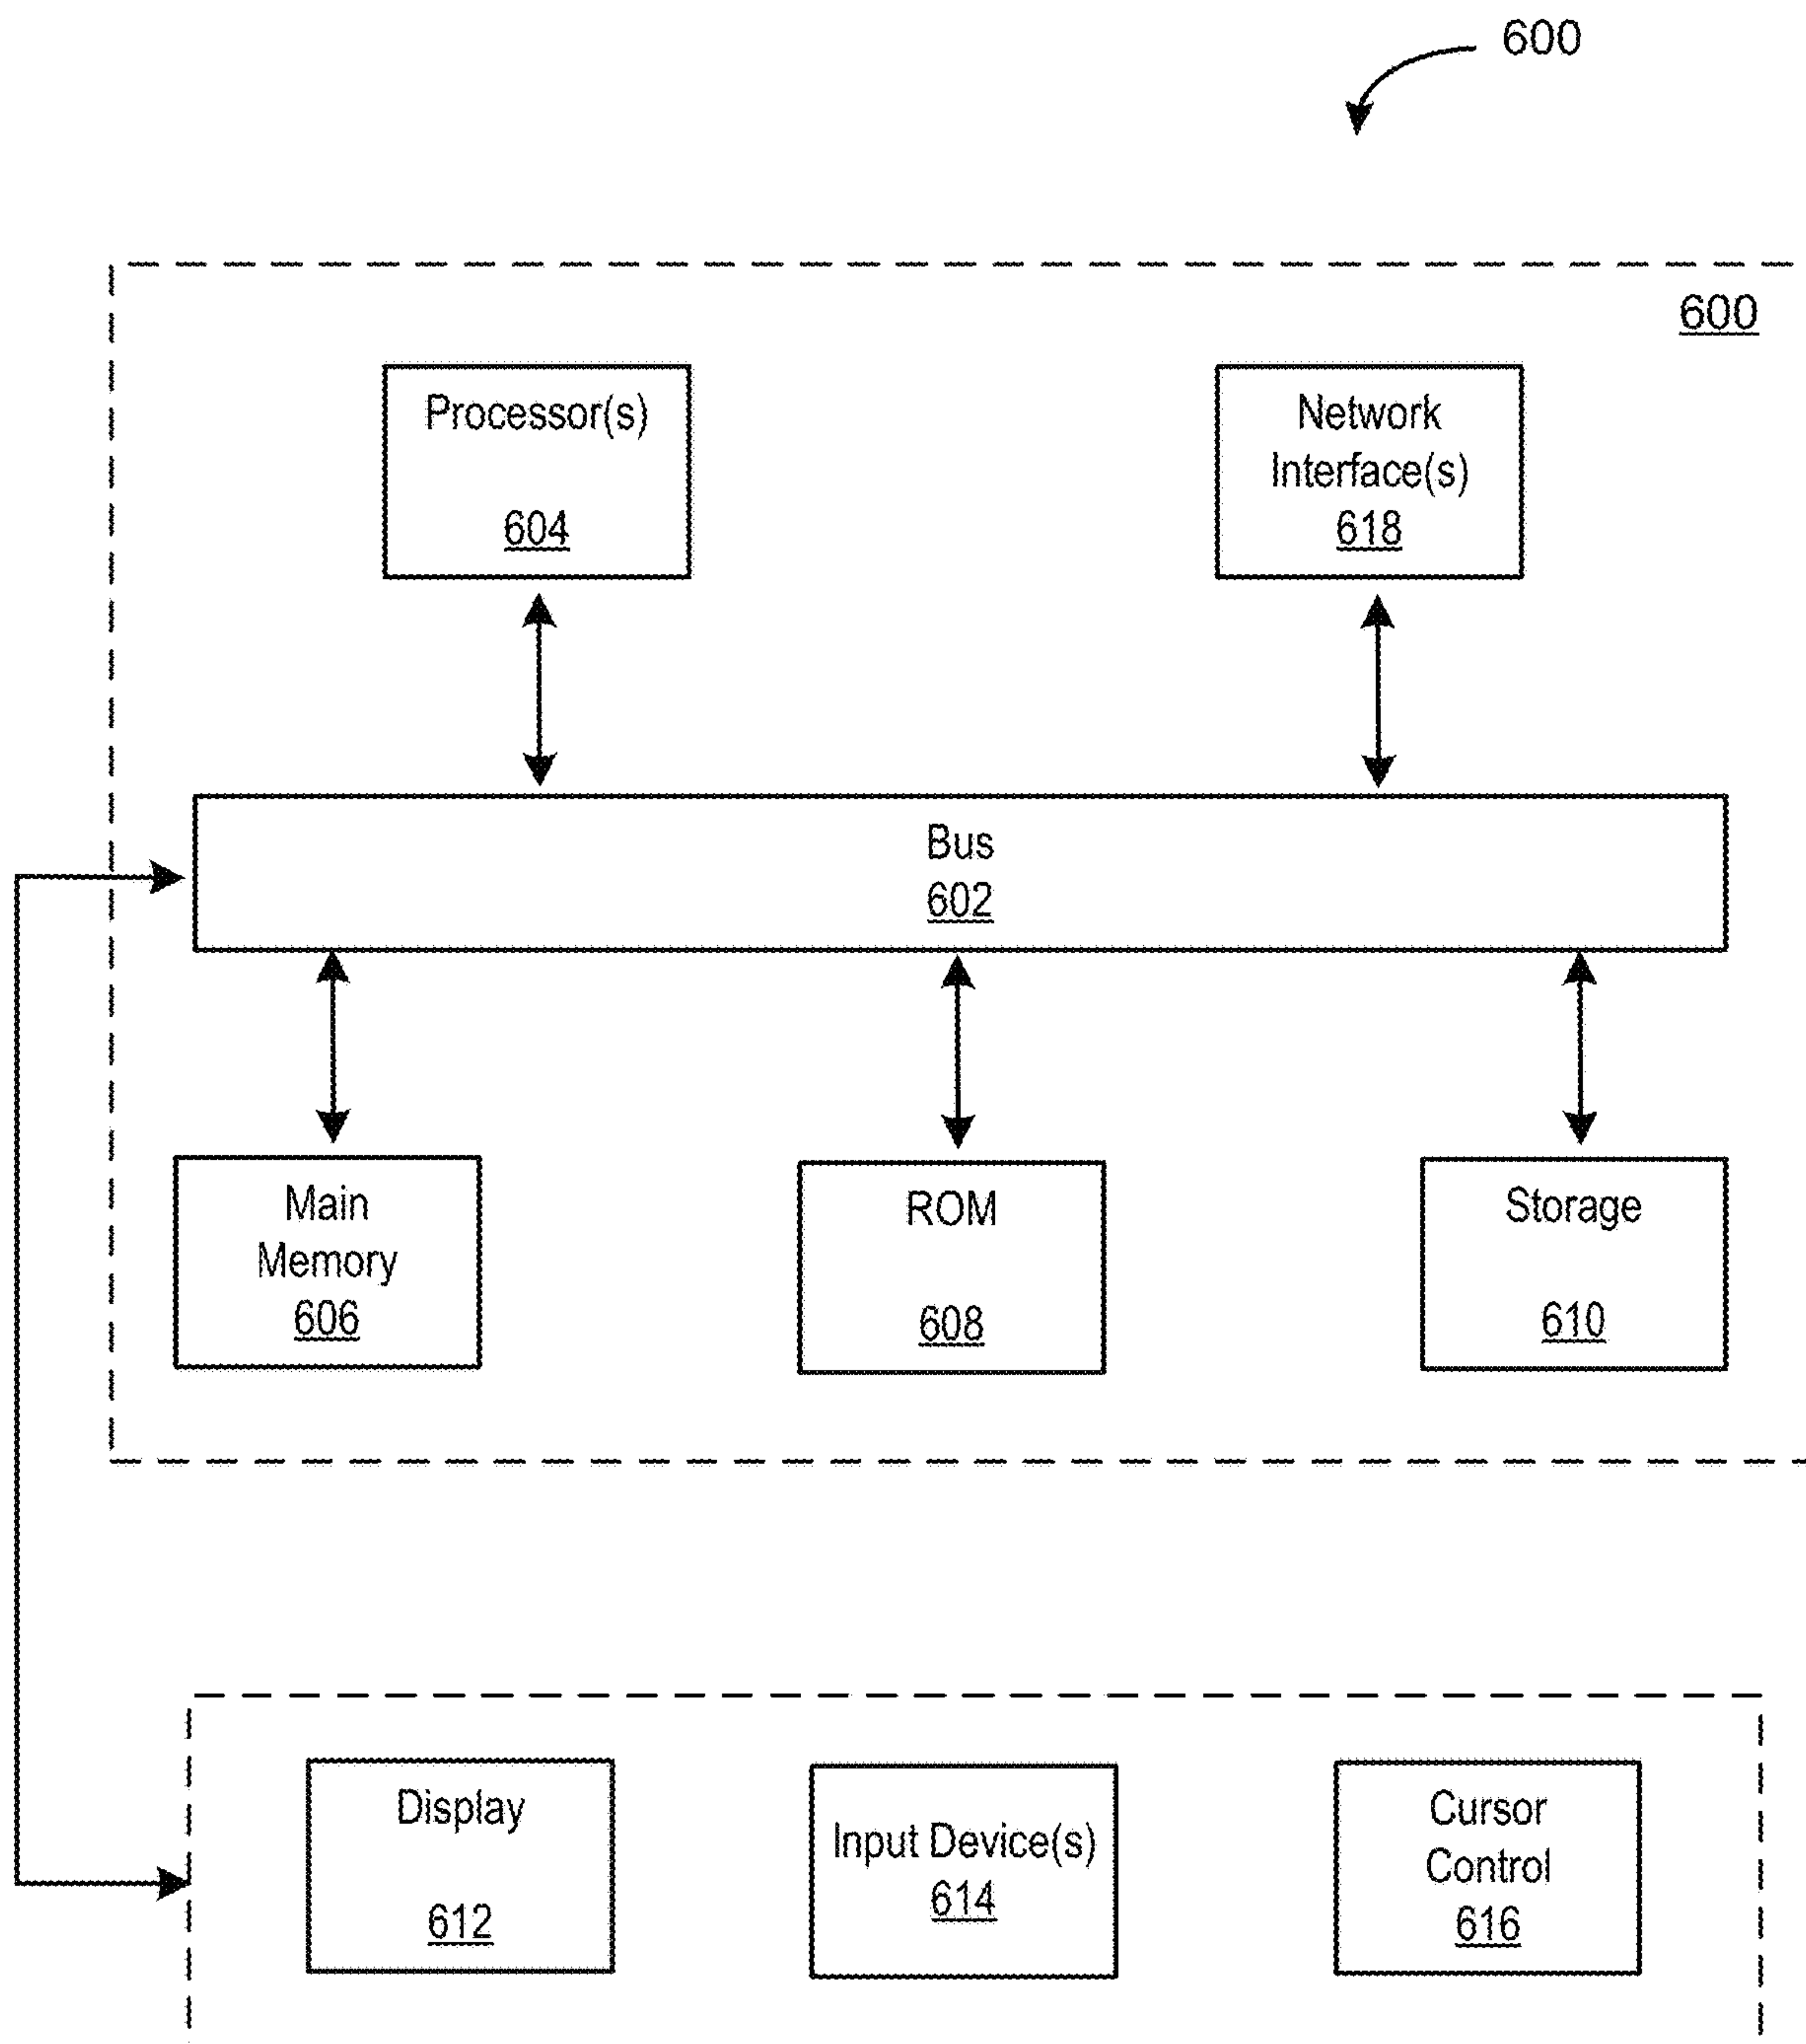 600
600
Processor(s)
604
Network
Interface(s)
618
Bus
602
Main
Memory
606
ROM
608
Storage
610
Display
612
Input Device(s)
614
Cursor
Control
616